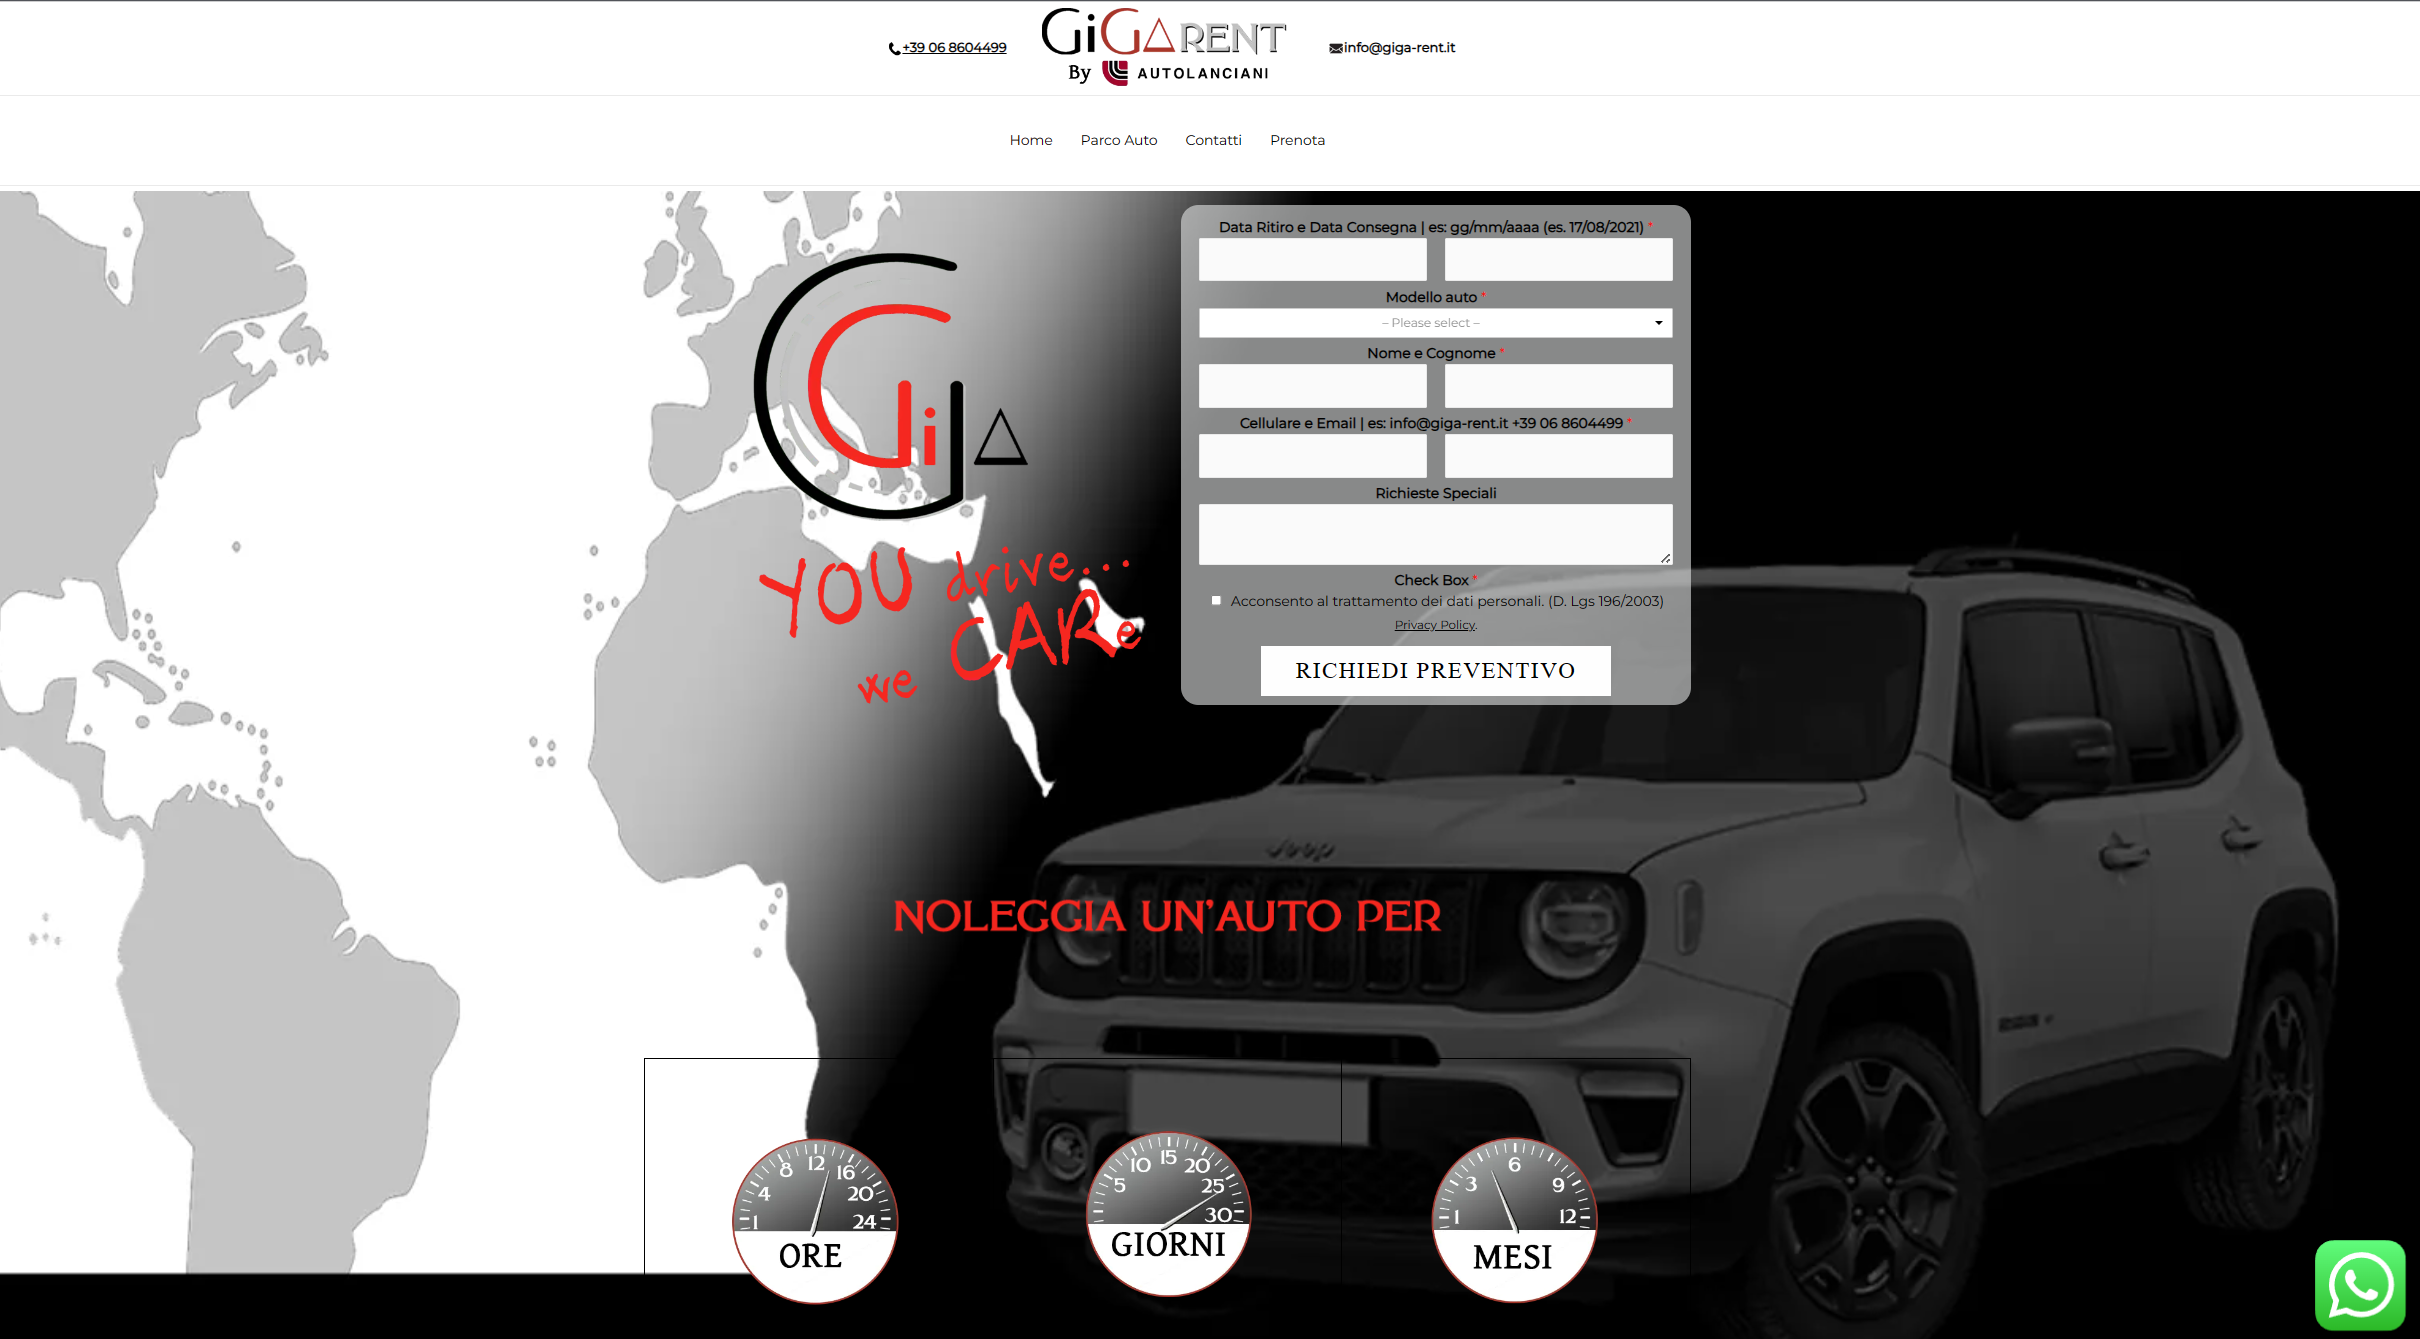 +39 06 8604499
GiGA RENT
By AUTOLANCIANI
info@giga-rent.it
Home Parco Auto Contatti Prenota
Data Ritiro e Data Consegna | es: gg/mm/aaaa (es. 17/08/2021) *
Modello auto *
– Please select –
Nome e Cognome *
Cellulare e Email | es: info@giga-rent.it +39 06 8604499 *
Richieste Speciali
Check Box *
Acconsento al trattamento dei dati personali. (D. Lgs 196/2003)
Privacy Policy.
RICHIEDI PREVENTIVO
GiGA
YOU drive...
we CARe
Jeep
NOLEGGIA UN'AUTO PER
1 4 8 12 16 20 24
ORE
5 10 15 20 25 30
GIORNI
1 3 6 9 12
MESI